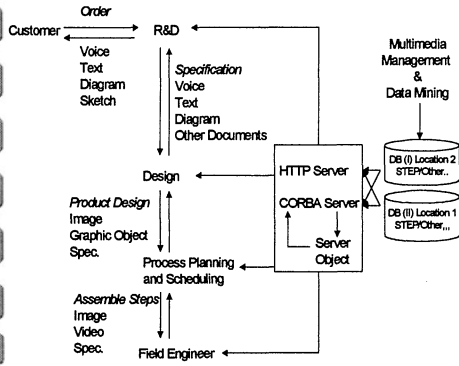 Order
Customer
R&D
Voice
Text
Diagram
Sketch
Specification
Voice
Text
Diagram
Other Documents
Multimedia
Management
&
Data Mining
Design
HTTP Server
CORBA Server
Server
Object
DB (I) Location 2
STEP/Other..
DB (II) Location 1
STEP/Other,,,
Product Design
Image
Graphic Object
Spec.
Process Planning
and Scheduling
Assemble Steps
Image
Video
Spec.
Field Engineer